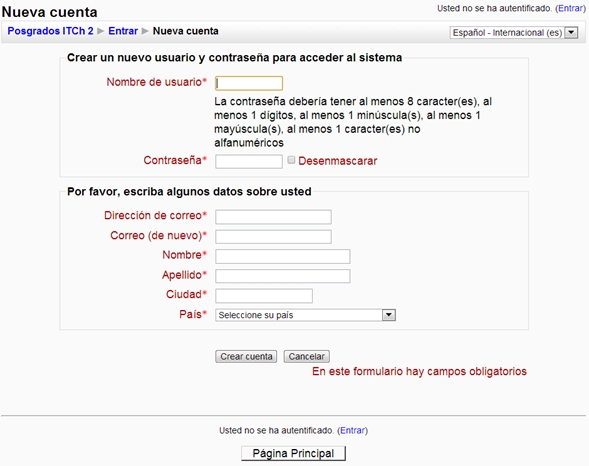 Nueva cuenta
Usted no se ha autentificado. (Entrar)
Posgrados ITCh 2 ► Entrar ► Nueva cuenta
Español - Internacional (es)
Crear un nuevo usuario y contraseña para acceder al sistema
Nombre de usuario*
La contraseña debería tener al menos 8 caracter(es), al
menos 1 dígitos, al menos 1 minúscula(s), al menos 1
mayúscula(s), al menos 1 caracter(es) no
alfanuméricos
Contraseña* Desenmascarar
Por favor, escriba algunos datos sobre usted
Dirección de correo*
Correo (de nuevo)*
Nombre*
Apellido*
Ciudad*
País* Seleccione su país
Crear cuenta Cancelar
En este formulario hay campos obligatorios
Usted no se ha autentificado. (Entrar)
Página Principal